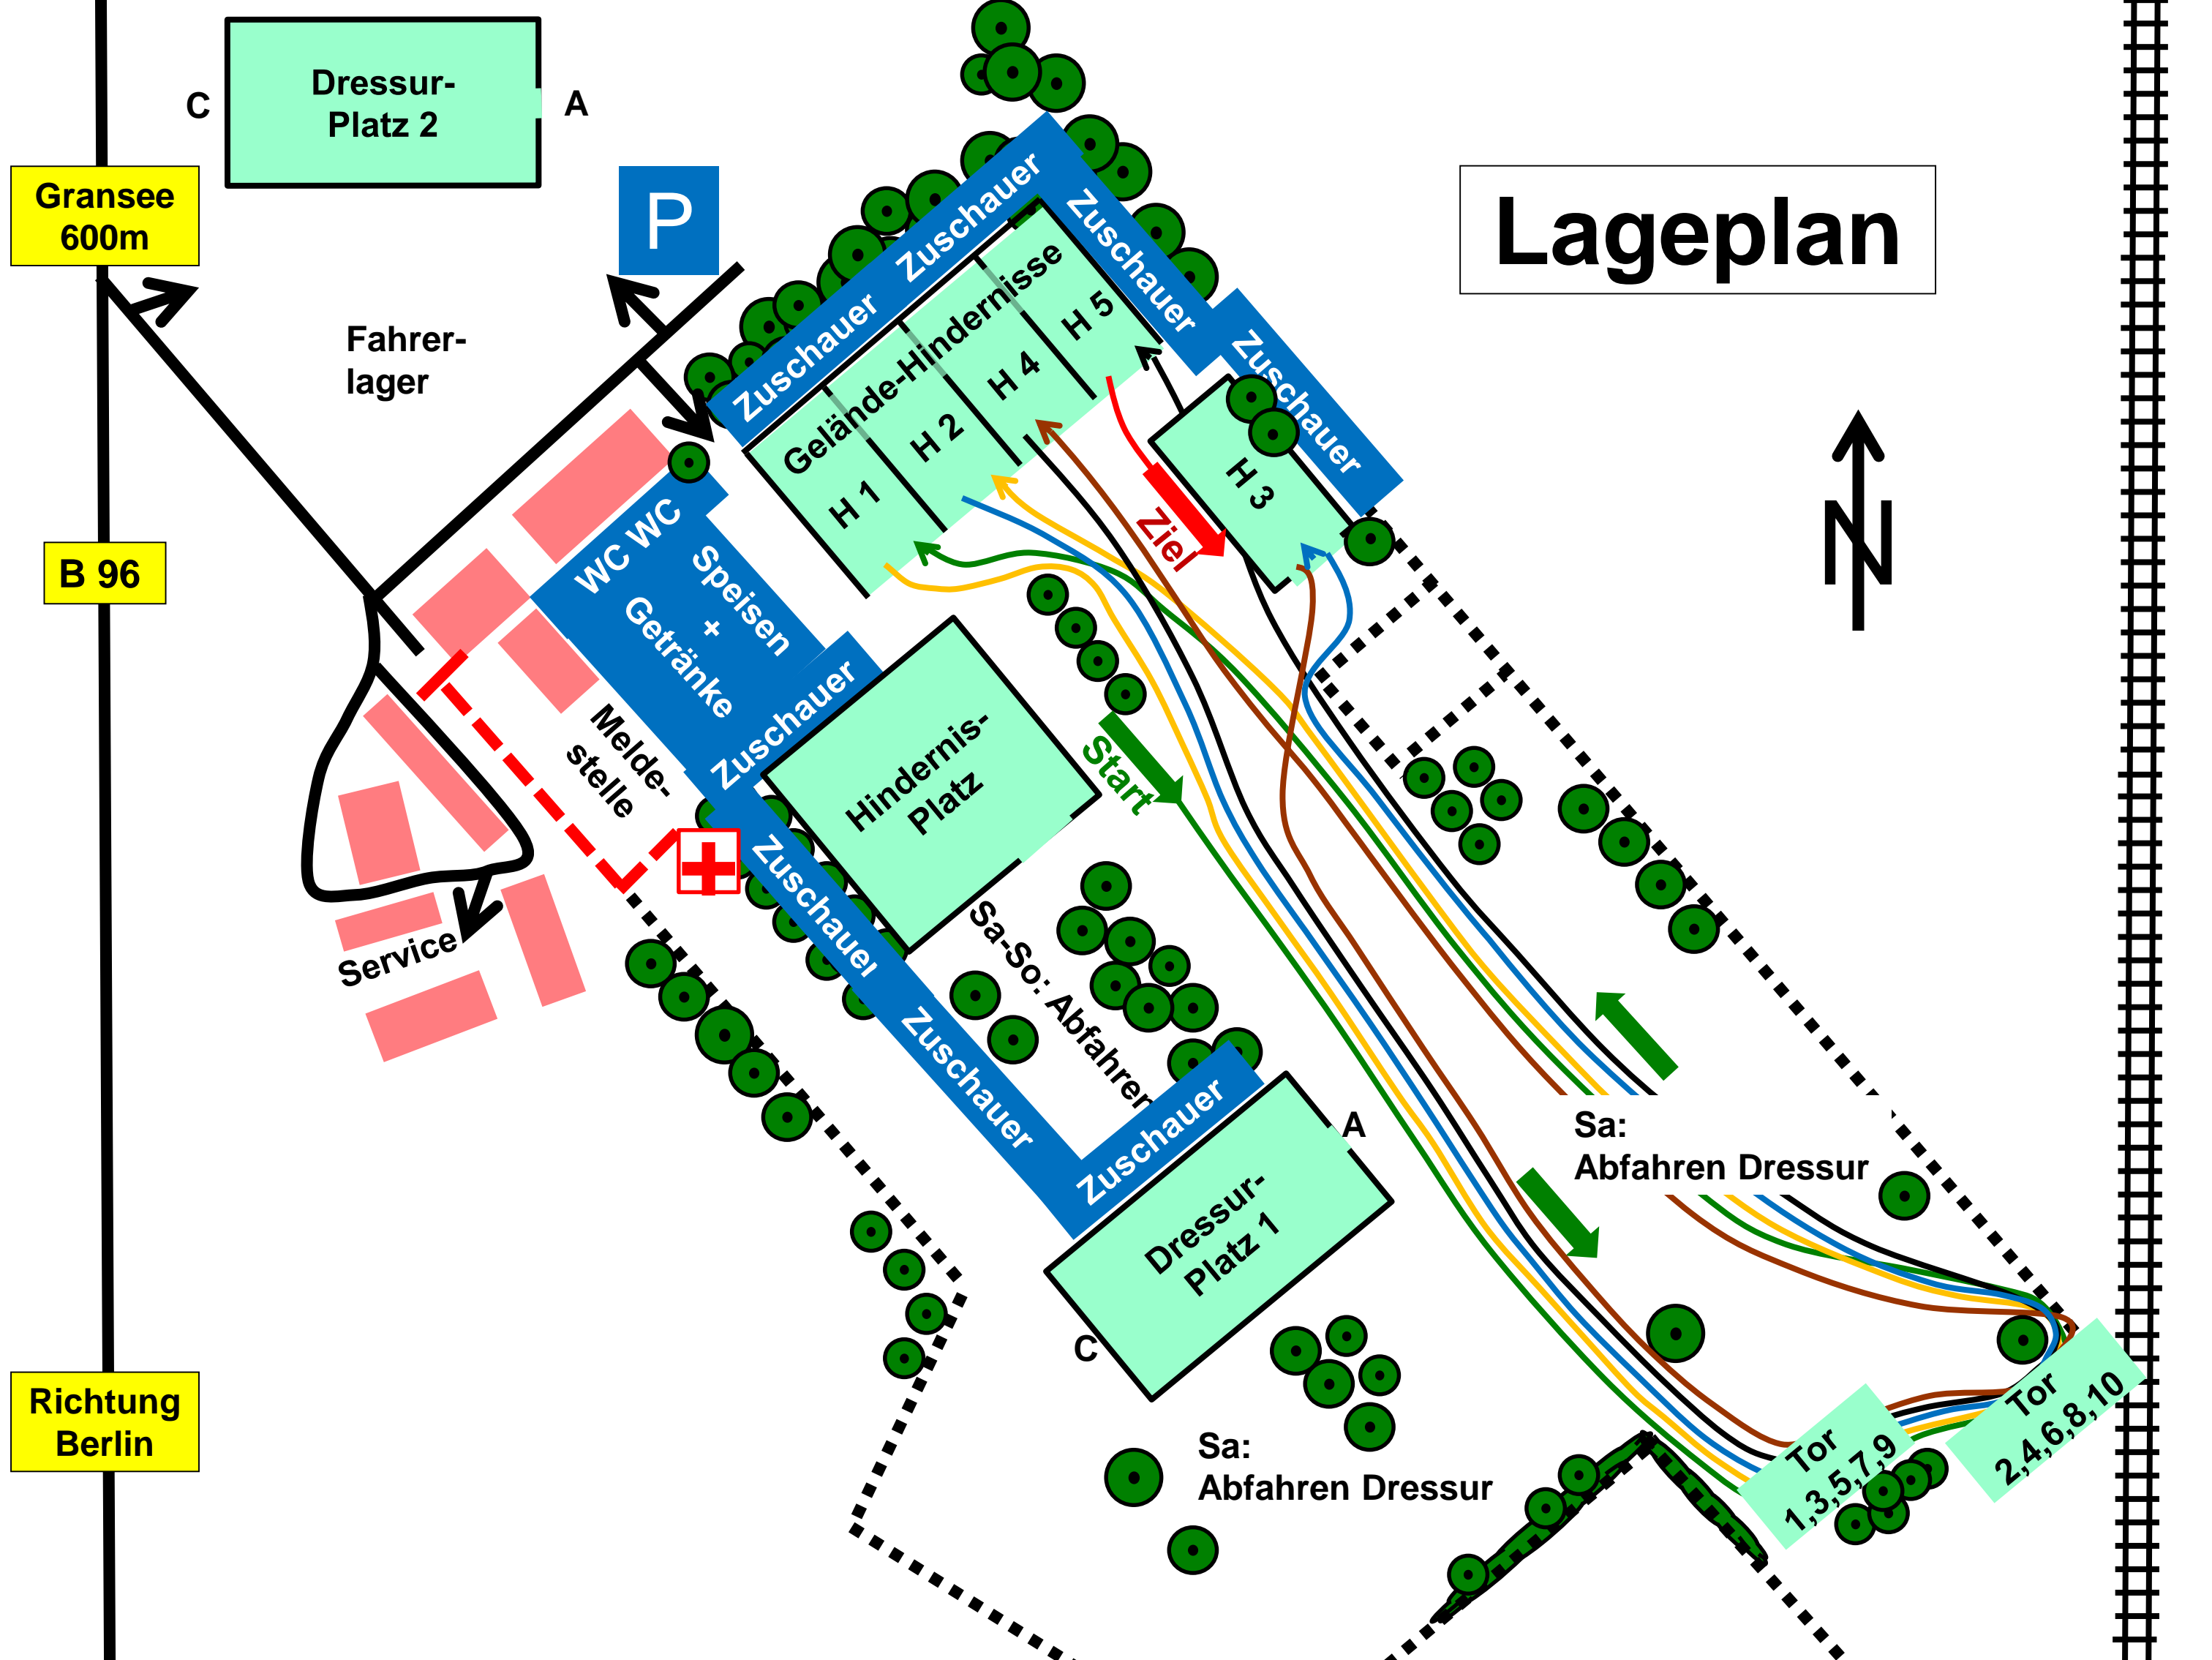 Dressur-
Platz 2
C
A
Gransee
600m
P
Lageplan
Fahrer-
lager
B 96
Richtung
Berlin
Zuschauer
Zuschauer
Zuschauer
Zuschauer
Gelände-Hindernisse
H 1
H 2
H 4
H 5
H 3
Ziel
N
WC WC
Speisen
+
Getränke
Zuschauer
Melde-
stelle
Hindernis-
Platz
Start
Service
Zuschauer
Zuschauer
Sa-So: Abfahren
Zuschauer
A
Dressur-
Platz 1
C
Sa:
Abfahren Dressur
Sa:
Abfahren Dressur
Tor
1,3,5,7,9
Tor
2,4,6,8,10